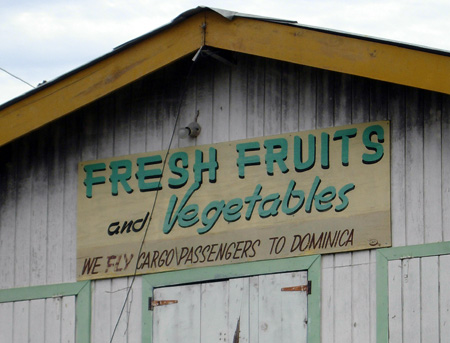 FRESH FRUITS
and Vegetables
WE FLY CARGO\PASSENGERS TO DOMINICA